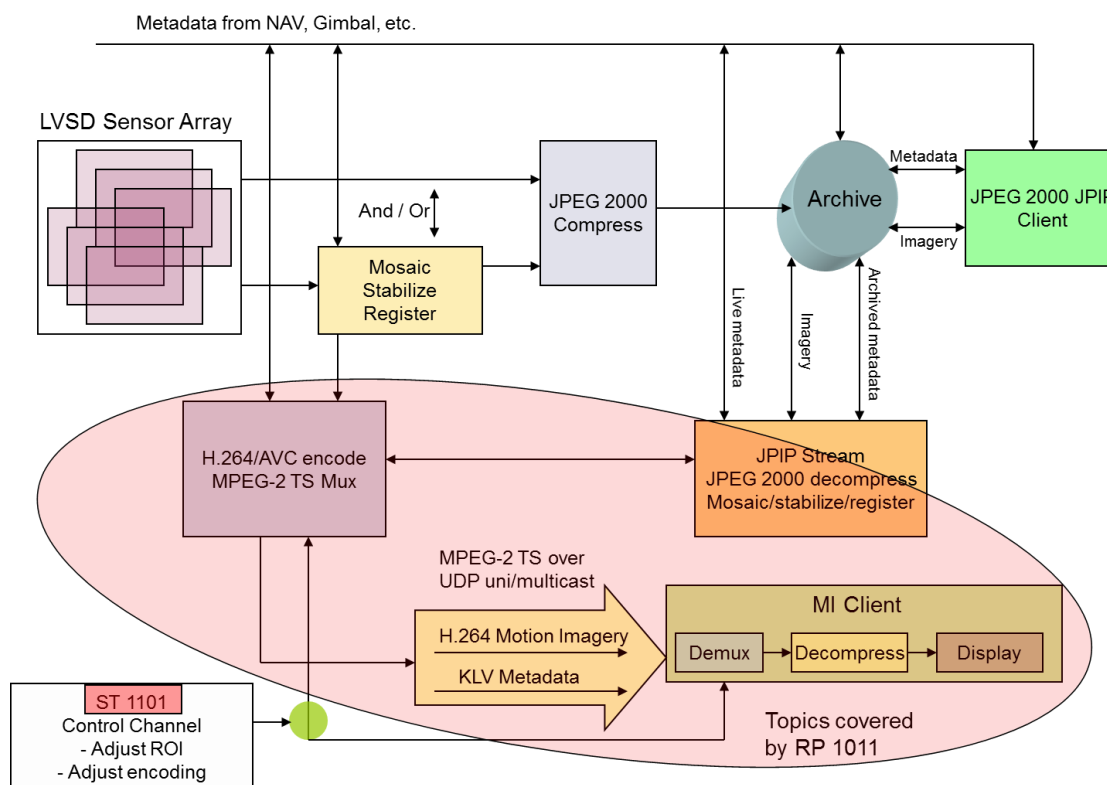 Metadata from NAV, Gimbal, etc.
LVSD Sensor Array
And / Or
Mosaic
Stabilize
Register
JPEG 2000
Compress
Archive
Metadata
Imagery
JPEG 2000 JPIP
Client
Live metadata
Imagery
Archived metadata
H.264/AVC encode
MPEG-2 TS Mux
JPIP Stream
JPEG 2000 decompress
Mosaic/stabilize/register
MPEG-2 TS over
UDP uni/multicast
H.264 Motion Imagery
KLV Metadata
MI Client
Demux
Decompress
Display
ST 1101
Control Channel
- Adjust ROI
- Adjust encoding
Topics covered
by RP 1011